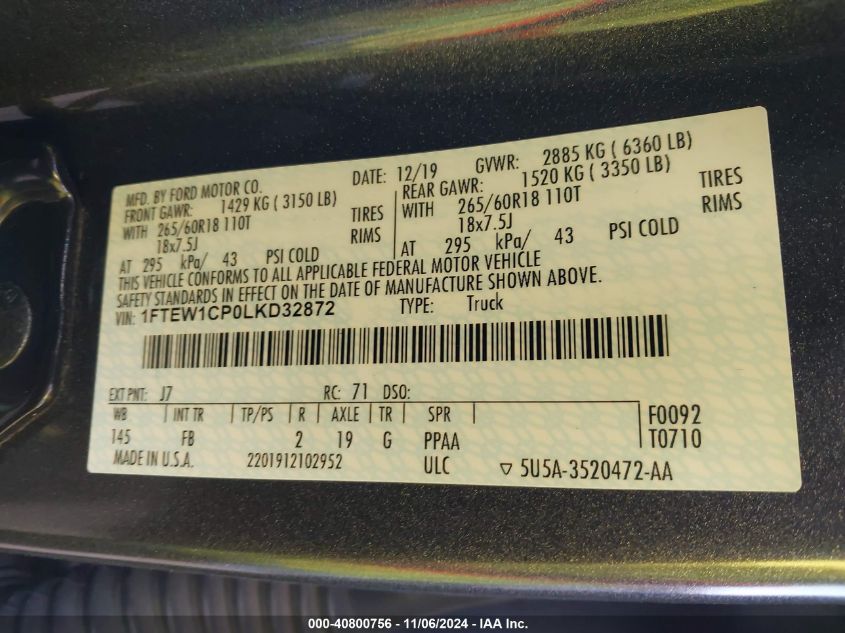 MFD. BY FORD MOTOR CO.
DATE: 12/19 GVWR: 2885 KG ( 6360 LB)
FRONT GAWR: 1429 KG ( 3150 LB)
REAR GAWR: 1520 KG ( 3350 LB)
WITH 265/60R18 110T TIRES
WITH 265/60R18 110T TIRES
18x7.5J RIMS
18x7.5J RIMS
AT 295 kPa/ 43 PSI COLD
AT 295 kPa/ 43 PSI COLD
THIS VEHICLE CONFORMS TO ALL APPLICABLE FEDERAL MOTOR VEHICLE
SAFETY STANDARDS IN EFFECT ON THE DATE OF MANUFACTURE SHOWN ABOVE.
VIN: 1FTEW1CP0LKD32872 TYPE: Truck
EXT PNT: J7 RC: 71 DSO:
WB INT TR TP/PS R AXLE TR SPR F0092
145 FB 2 19 G PPAA T0710
MADE IN U.S.A. 2201912102952 ULC ▽ 5U5A-3520472-AA
000-40800756 - 11/06/2024 - IAA Inc.